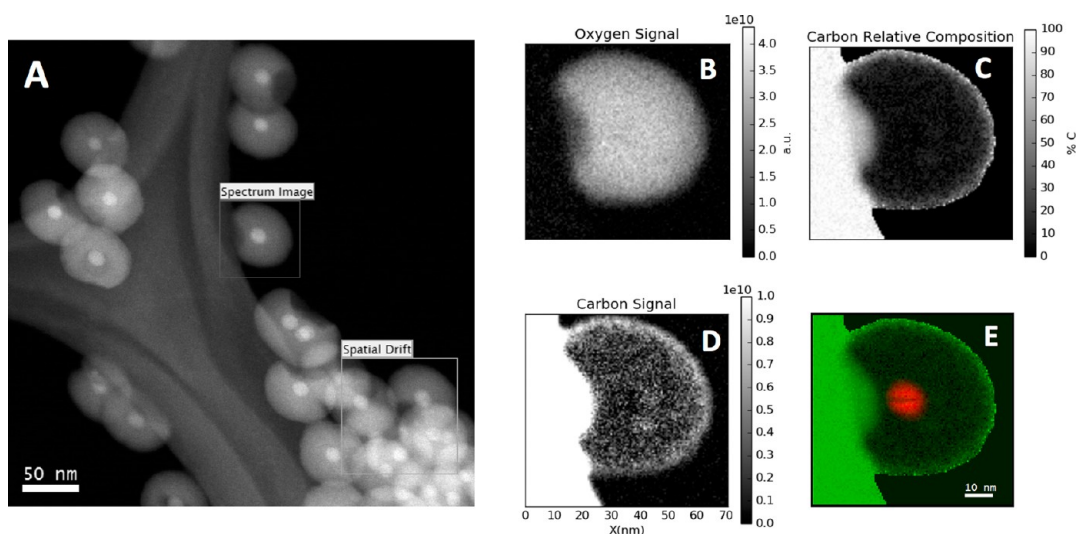 A
Spectrum Image
Spatial Drift
50 nm
1e10
Oxygen Signal
B
4.0
3.5
3.0
2.5
2.0
1.5
1.0
0.5
0.0
a.u.
Carbon Relative Composition
C
100
90
80
70
60
50
40
30
20
10
0
% C
1e10
Carbon Signal
D
1.0
0.9
0.8
0.7
0.6
0.5
0.4
0.3
0.2
0.1
0.0
0 10 20 30 40 50 60 70
X(nm)
E
10 nm